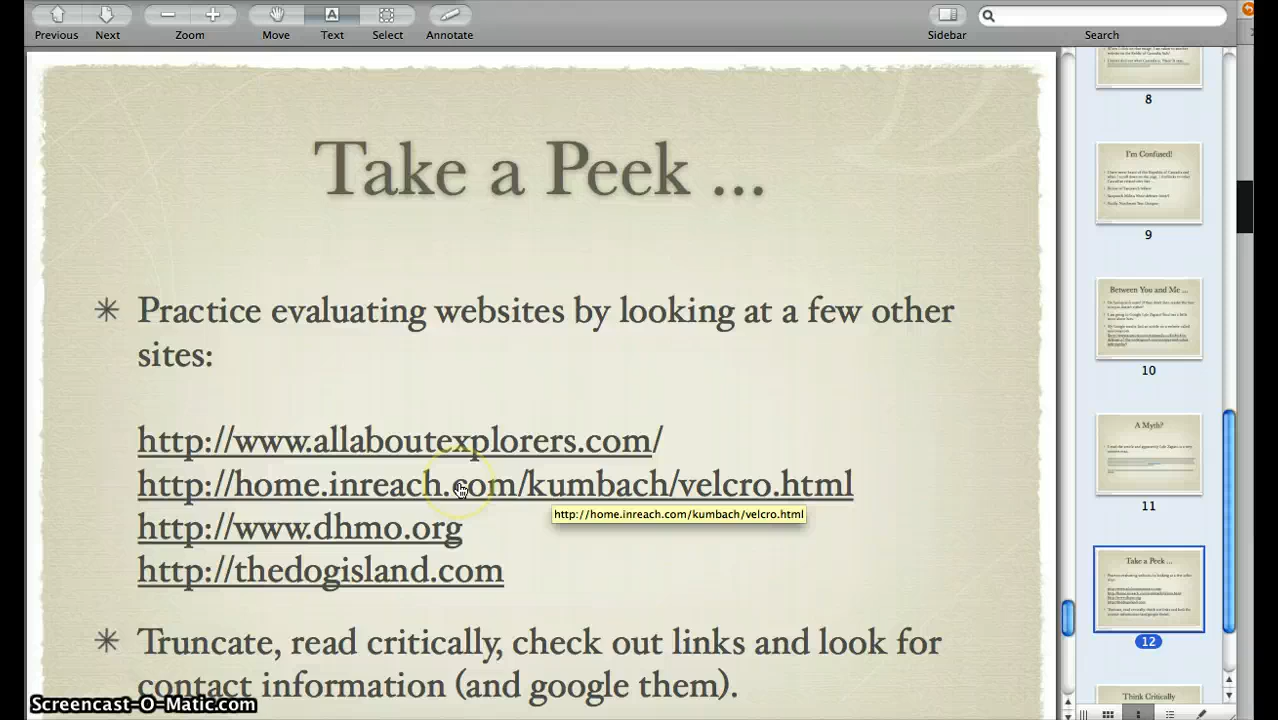 Previous Next Zoom Move Text Select Annotate Sidebar Search
Take a Peek ...
Practice evaluating websites by looking at a few other
sites:
http://www.allaboutexplorers.com/
http://home.inreach.com/kumbach/velcro.html
http://home.inreach.com/kumbach/velcro.html
http://www.dhmo.org
http://thedogisland.com
Truncate, read critically, check out links and look for
contact information (and google them).
Screencast-O-Matic.com
8
I'm Confused!
9
Between You and Me ...
10
A Myth?
11
Take a Peek ...
12
Think Critically